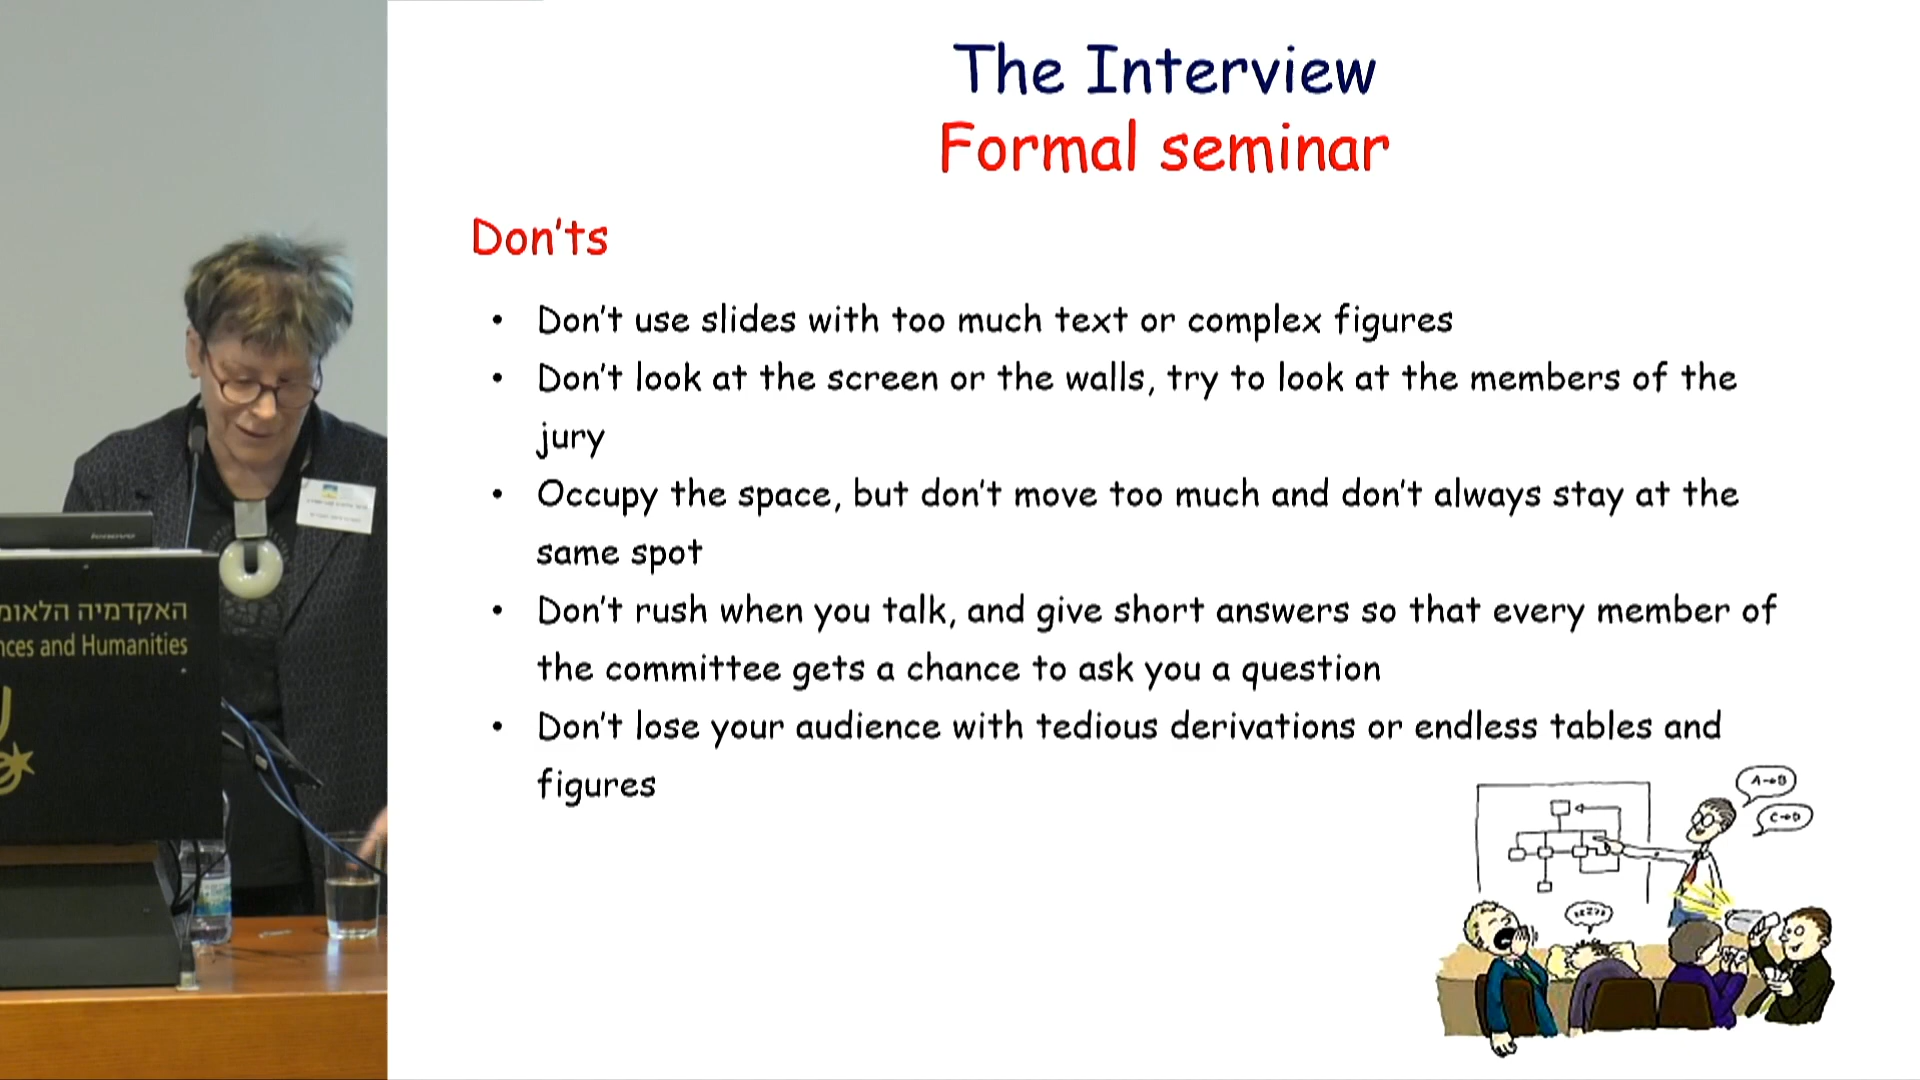 The Interview
Formal seminar
Don'ts
• Don't use slides with too much text or complex figures
• Don't look at the screen or the walls, try to look at the members of the
jury
• Occupy the space, but don't move too much and don't always stay at the
same spot
• Don't rush when you talk, and give short answers so that every member of
the committee gets a chance to ask you a question
• Don't lose your audience with tedious derivations or endless tables and
figures
A→B
C→D
lenovo
האקדמיה הלאומ
nces and Humanities